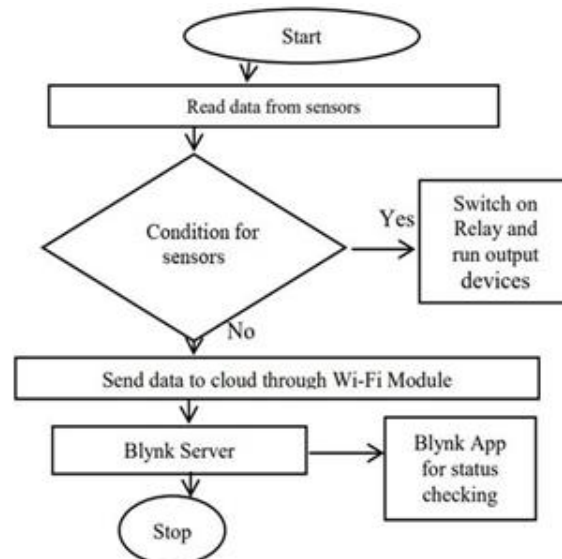 Start
Read data from sensors
Condition for
sensors
Yes
Switch on
Relay and
run output
devices
No
Send data to cloud through Wi-Fi Module
Blynk Server
Blynk App
for status
checking
Stop